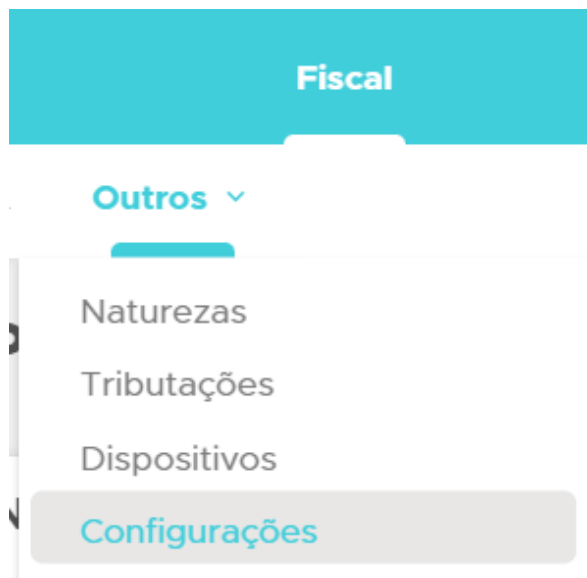 Fiscal
Outros
Naturezas
Tributações
Dispositivos
Configurações